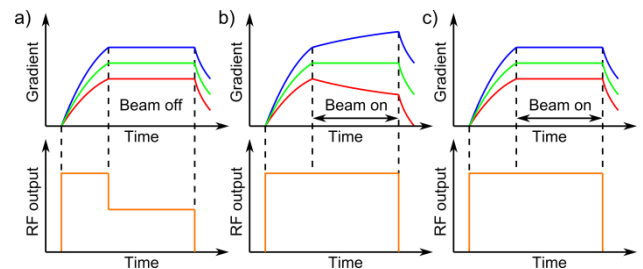 a)
Gradient
Beam off
Time
RF output
Time
b)
Gradient
Beam on
Time
RF output
Time
c)
Gradient
Beam on
Time
RF output
Time